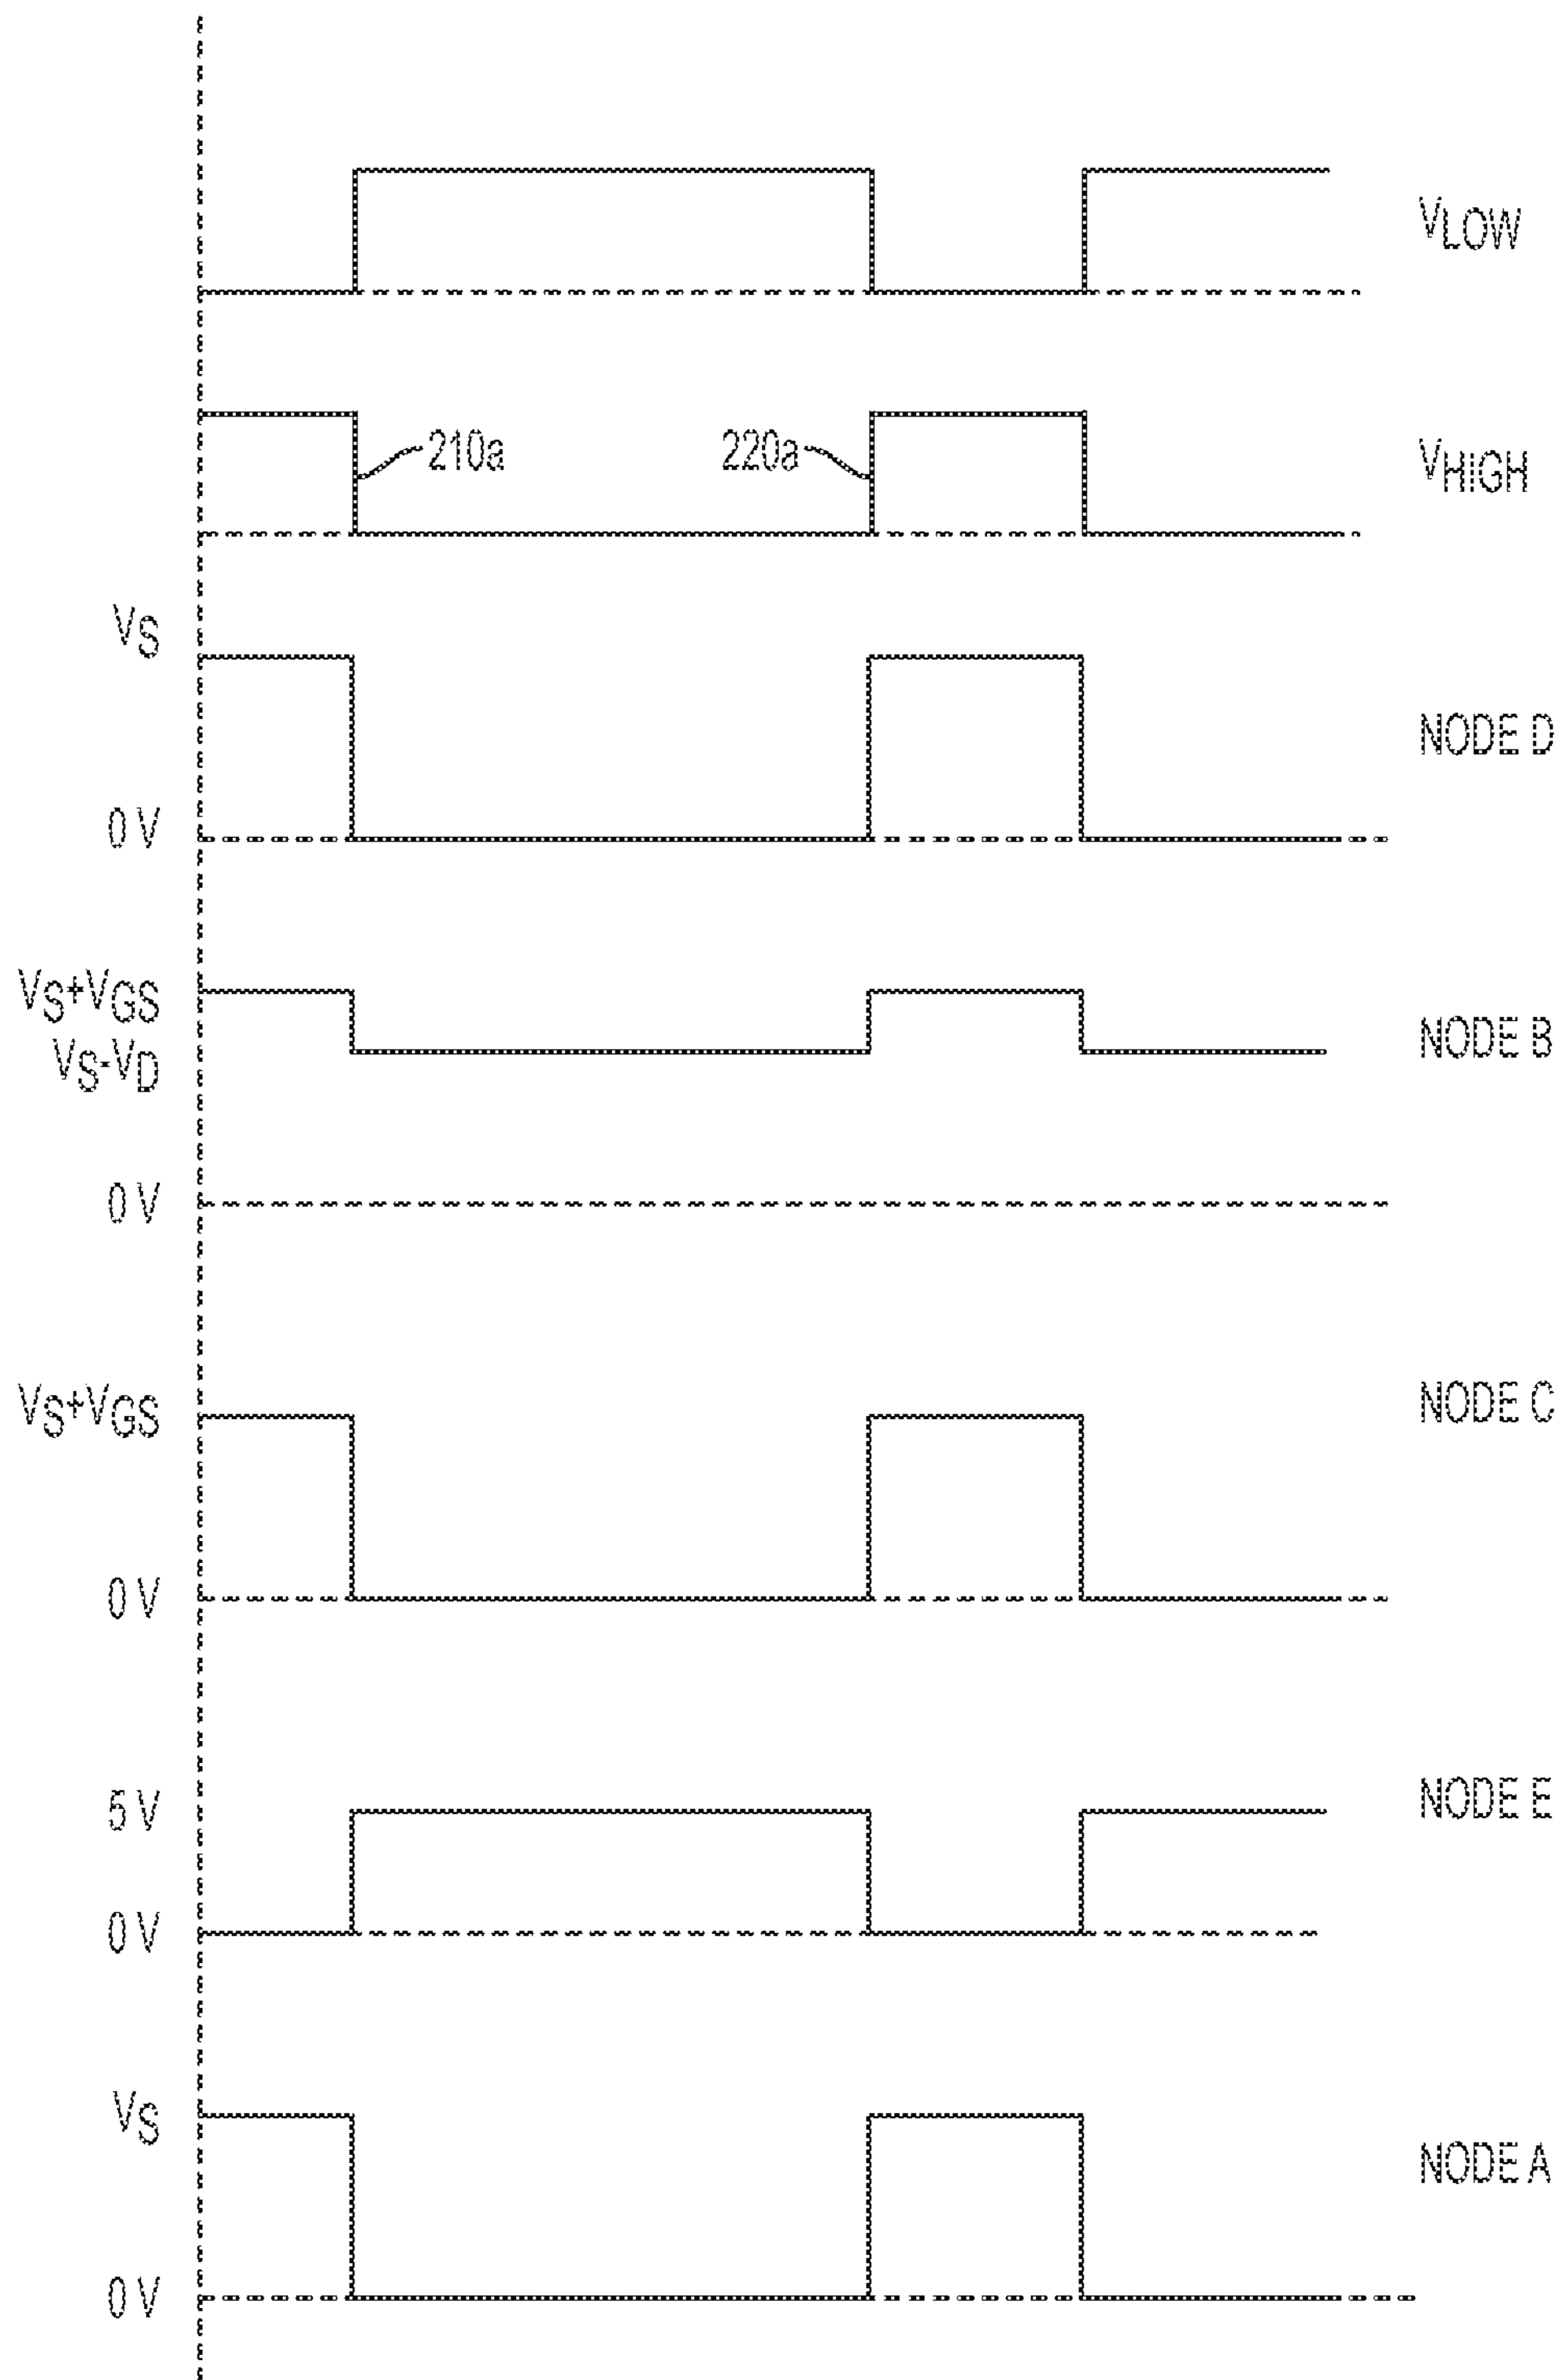 VLOW
210a
220a
VHIGH
VS
NODE D
0 V
VS+VGS
VS-VD
NODE B
0 V
VS+VGS
NODE C
0 V
5 V
NODE E
0 V
VS
NODE A
0 V